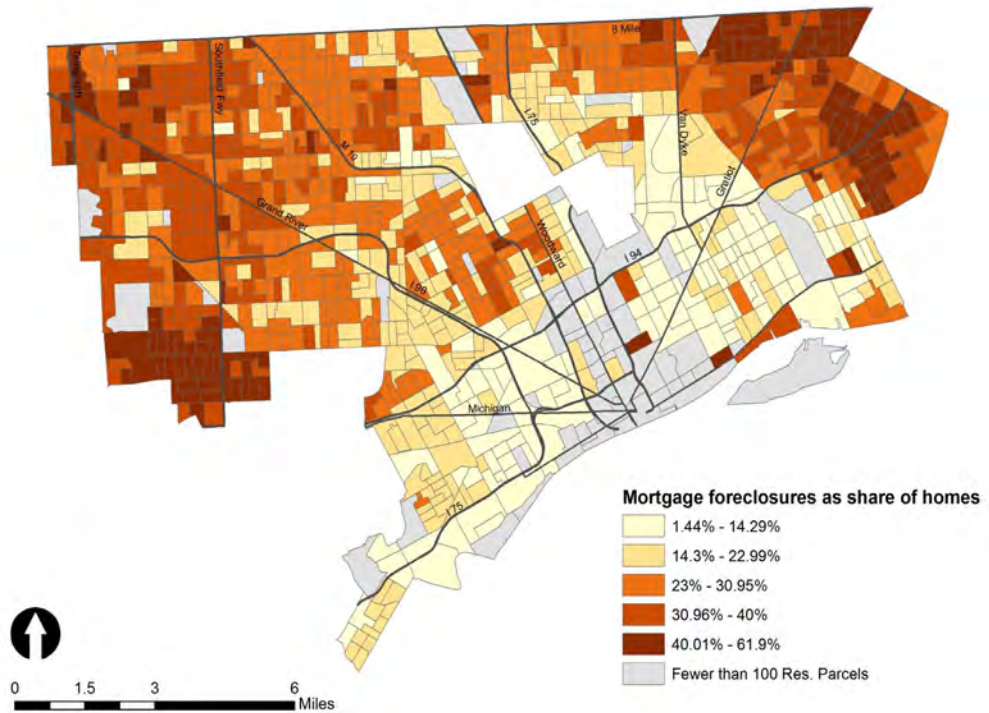 8 Mile
Telegraph
Southfield Fwy
I 75
M 10
Van Dyke
Gratiot
Grand River
Woodward
I 94
I 96
Michigan
I 75
Mortgage foreclosures as share of homes
1.44% - 14.29%
14.3% - 22.99%
23% - 30.95%
30.96% - 40%
40.01% - 61.9%
Fewer than 100 Res. Parcels
0 1.5 3 6
Miles